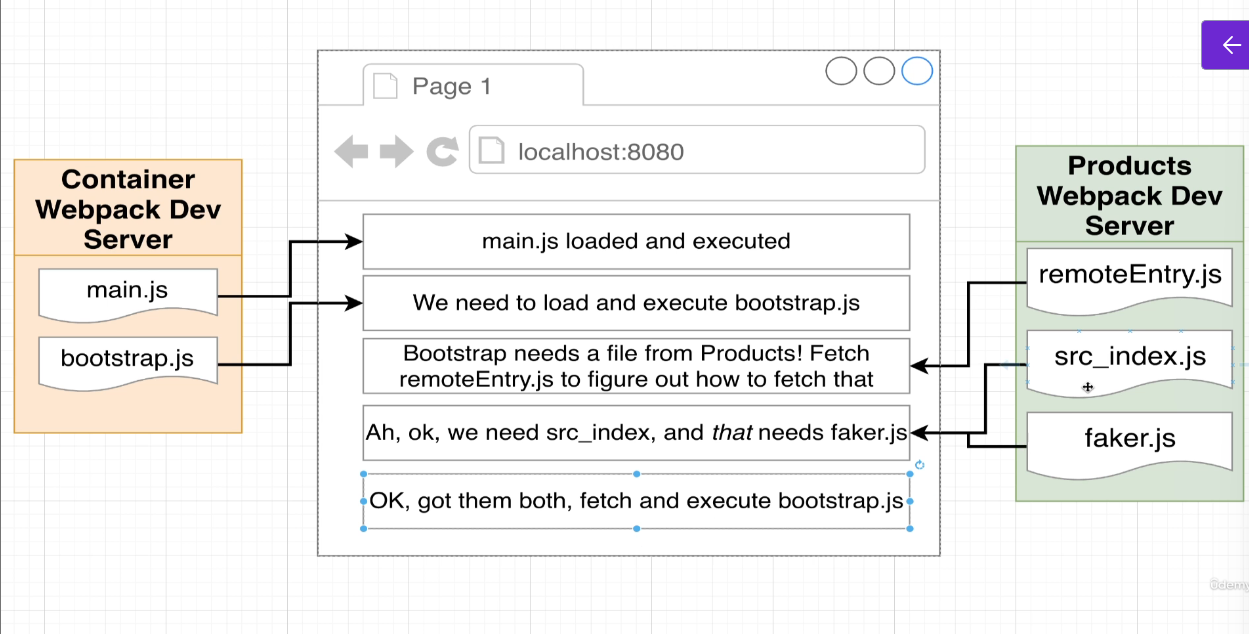 Page 1
localhost:8080
Container
Webpack Dev
Server
main.js
bootstrap.js
main.js loaded and executed
We need to load and execute bootstrap.js
Bootstrap needs a file from Products! Fetch
remoteEntry.js to figure out how to fetch that
Ah, ok, we need src_index, and that needs faker.js
OK, got them both, fetch and execute bootstrap.js
Products
Webpack Dev
Server
remoteEntry.js
src_index.js
faker.js
ûdemy